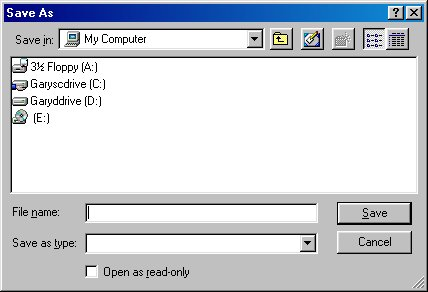 Save As
Save in: My Computer
3½ Floppy (A:)
Garyscdrive (C:)
Garyddrive (D:)
(E:)
File name: Save
Save as type: Cancel
Open as read-only